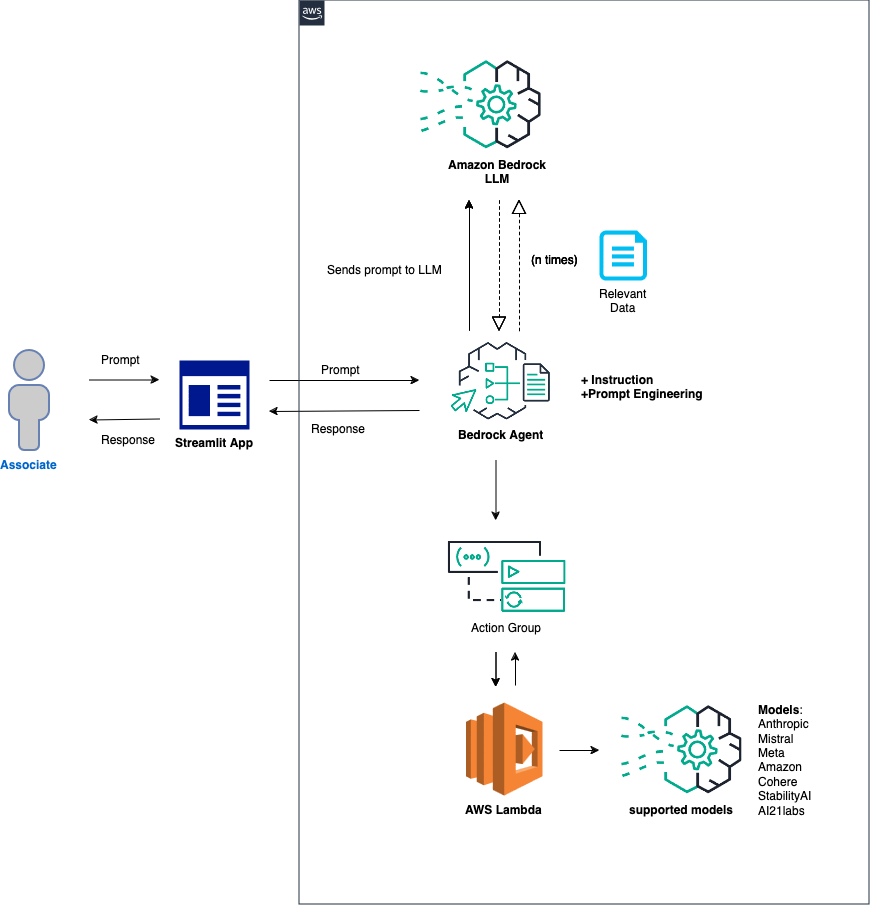 aws
Amazon Bedrock
LLM
Sends prompt to LLM
(n times)
Relevant
Data
Prompt
Prompt
+ Instruction
+Prompt Engineering
Response
Response
Streamlit App
Bedrock Agent
Associate
Action Group
Models:
Anthropic
Mistral
Meta
Amazon
Cohere
StabilityAI
AI21labs
AWS Lambda
supported models